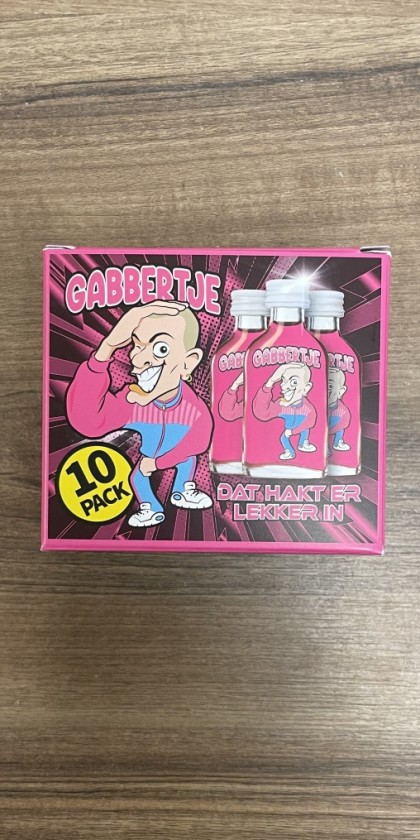 GABBERTJE
GABBERTJE
10
PACK
DAT HAKT ER
LEKKER IN